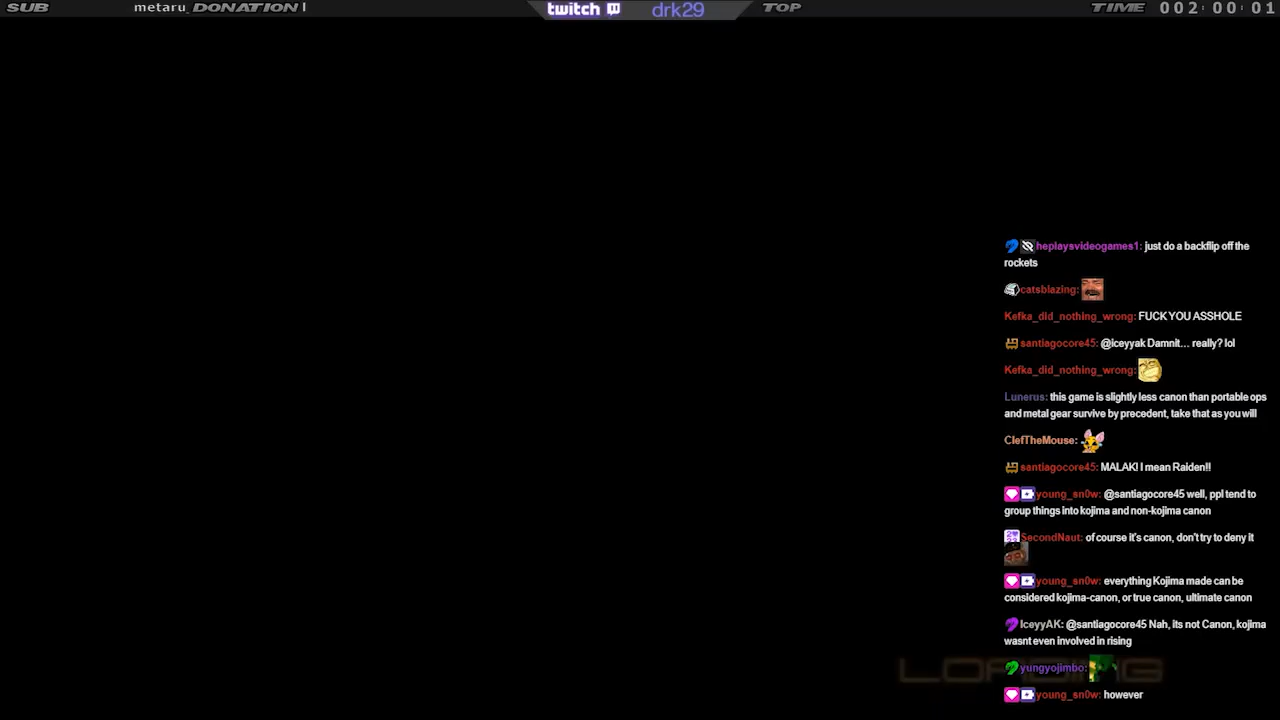 SUB metaru_DONATION l twitch drk29 TOP TIME 002:00:01
heplaysvideogames1: just do a backflip off the
rockets
catsblazing:
Kefka_did_nothing_wrong: FUCK YOU ASSHOLE
santiagocore45: @iceyyak Damnit... really? lol
Kefka_did_nothing_wrong:
Lunerus: this game is slightly less canon than portable ops
and metal gear survive by precedent, take that as you will
ClefTheMouse:
santiagocore45: MALAK! I mean Raiden!!
young_sn0w: @santiagocore45 well, ppl tend to
group things into kojima and non-kojima canon
SecondNaut: of course it's canon, don't try to deny it
young_sn0w: everything Kojima made can be
considered kojima-canon, or true canon, ultimate canon
IceyyAK: @santiagocore45 Nah, its not Canon, kojima
wasnt even involved in rising
yungyojimbo:
LOADING
young_sn0w: however